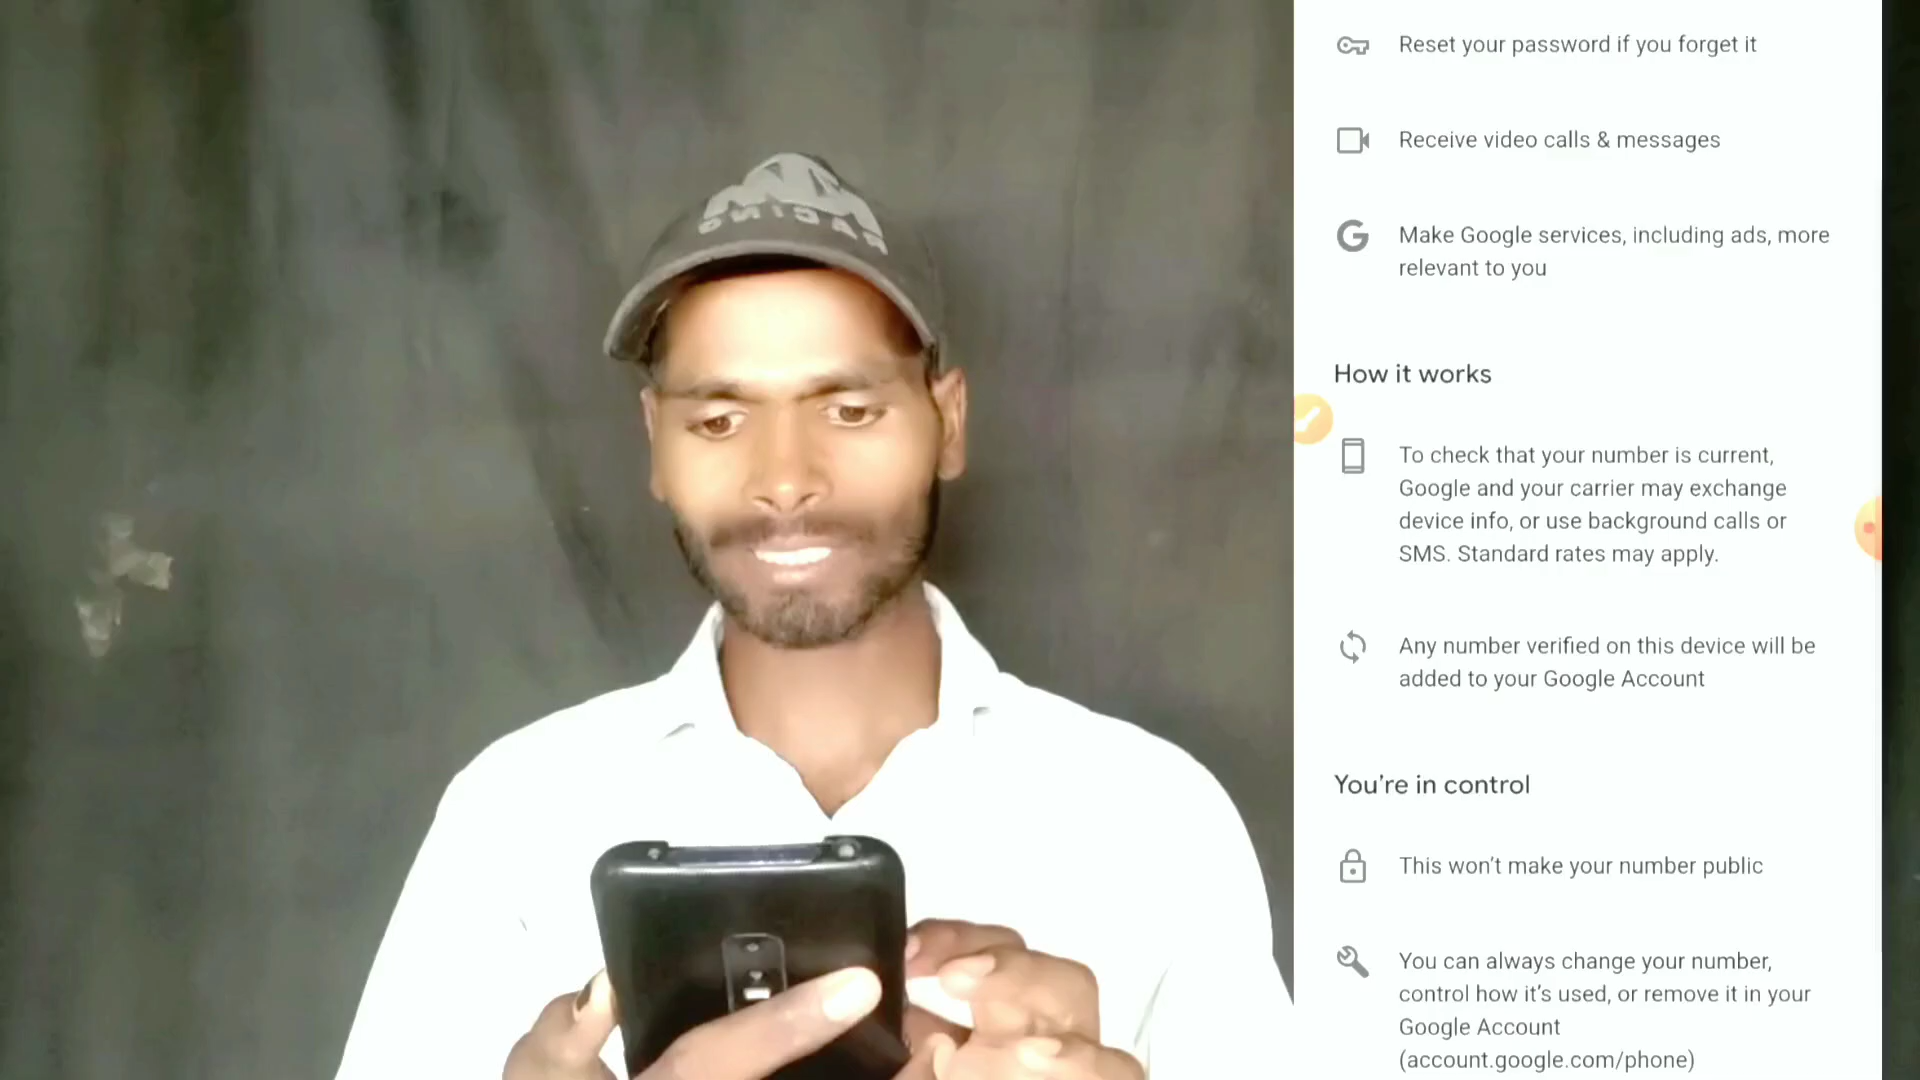 RACING
Reset your password if you forget it
Receive video calls & messages
Make Google services, including ads, more
relevant to you
How it works
To check that your number is current,
Google and your carrier may exchange
device info, or use background calls or
SMS. Standard rates may apply.
Any number verified on this device will be
added to your Google Account
You’re in control
This won’t make your number public
You can always change your number,
control how it’s used, or remove it in your
Google Account
(account.google.com/phone)